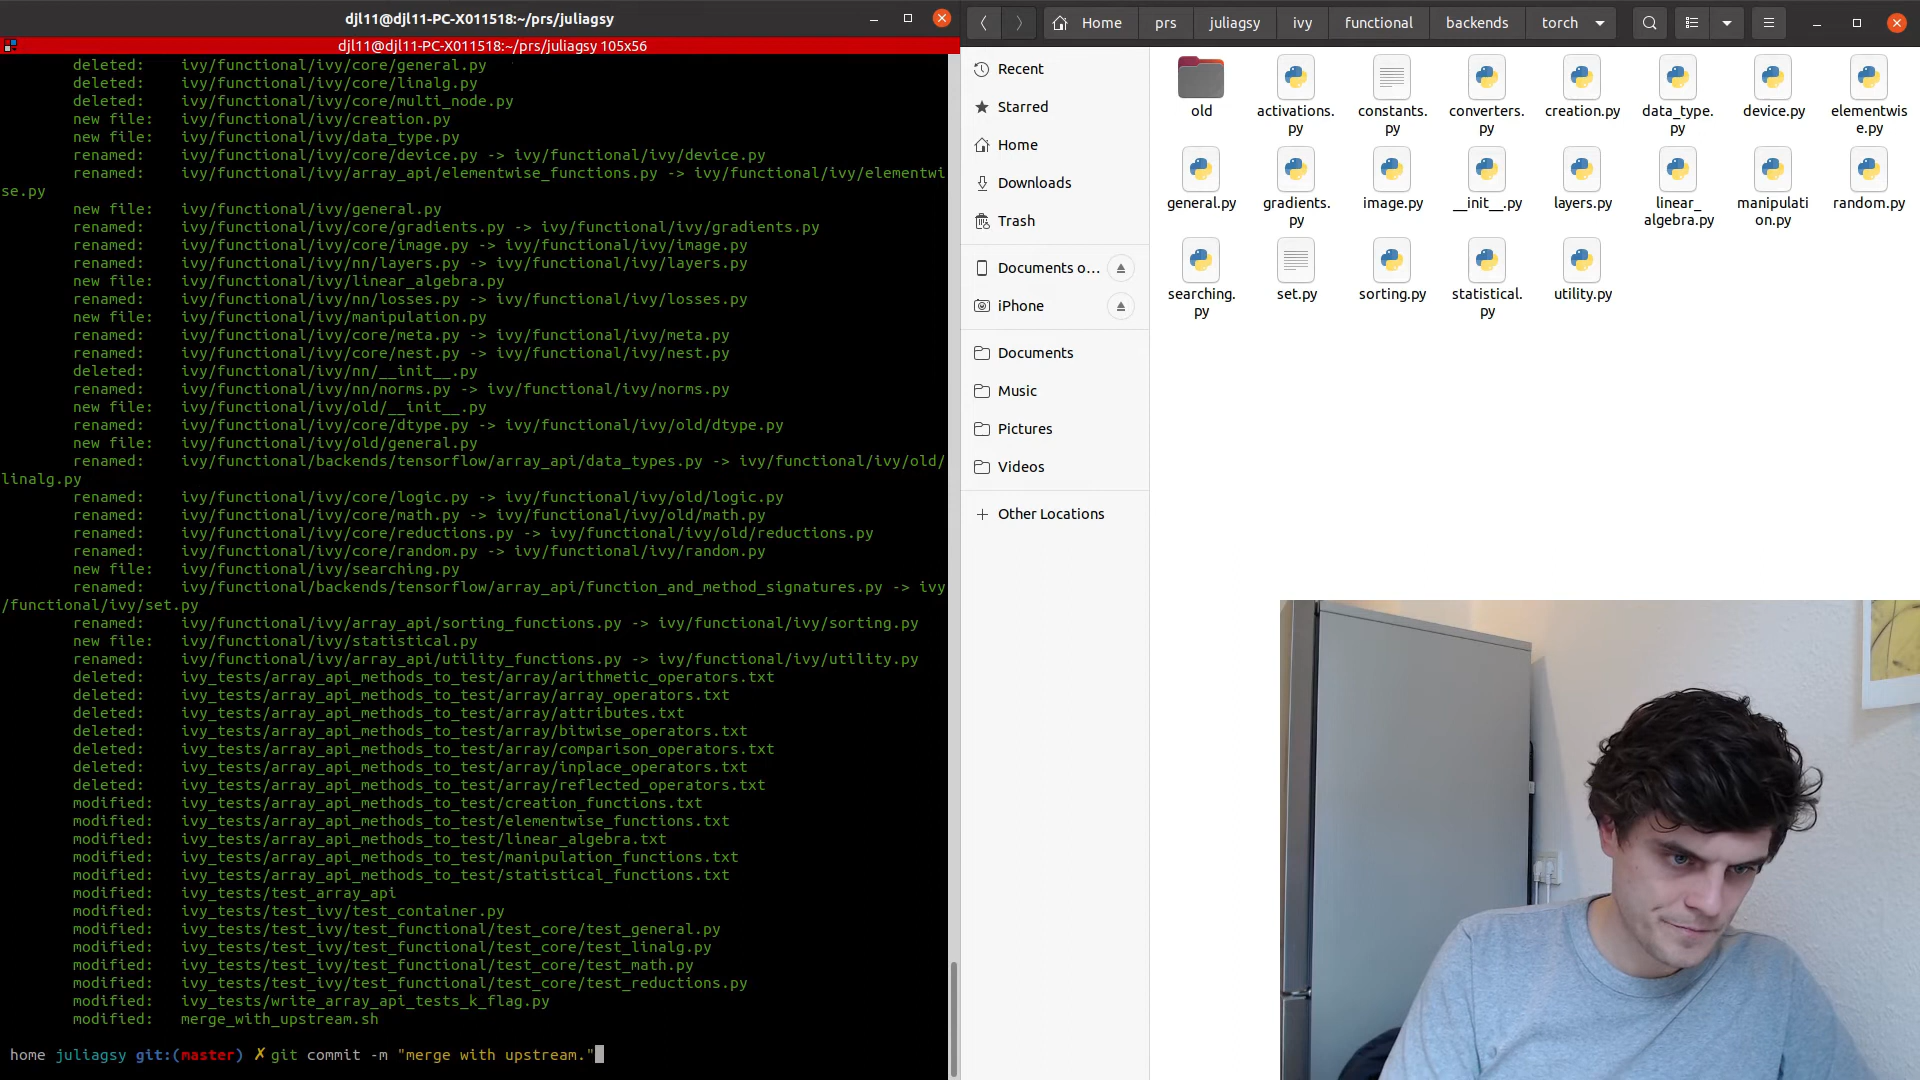 djl11@djl11-PC-X011518:~/prs/juliagsy
djl11@djl11-PC-X011518:~/prs/juliagsy 105x56
deleted: ivy/functional/ivy/core/general.py
deleted: ivy/functional/ivy/core/linalg.py
deleted: ivy/functional/ivy/core/multi_node.py
new file: ivy/functional/ivy/creation.py
new file: ivy/functional/ivy/data_type.py
renamed: ivy/functional/ivy/core/device.py -> ivy/functional/ivy/device.py
renamed: ivy/functional/ivy/array_api/elementwise_functions.py -> ivy/functional/ivy/elementwi
se.py
new file: ivy/functional/ivy/general.py
renamed: ivy/functional/ivy/core/gradients.py -> ivy/functional/ivy/gradients.py
renamed: ivy/functional/ivy/core/image.py -> ivy/functional/ivy/image.py
renamed: ivy/functional/ivy/nn/layers.py -> ivy/functional/ivy/layers.py
new file: ivy/functional/ivy/linear_algebra.py
renamed: ivy/functional/ivy/nn/losses.py -> ivy/functional/ivy/losses.py
new file: ivy/functional/ivy/manipulation.py
renamed: ivy/functional/ivy/core/meta.py -> ivy/functional/ivy/meta.py
renamed: ivy/functional/ivy/core/nest.py -> ivy/functional/ivy/nest.py
deleted: ivy/functional/ivy/nn/__init__.py
renamed: ivy/functional/ivy/nn/norms.py -> ivy/functional/ivy/norms.py
new file: ivy/functional/ivy/old/__init__.py
renamed: ivy/functional/ivy/core/dtype.py -> ivy/functional/ivy/old/dtype.py
new file: ivy/functional/ivy/old/general.py
renamed: ivy/functional/backends/tensorflow/array_api/data_types.py -> ivy/functional/ivy/old/
linalg.py
renamed: ivy/functional/ivy/core/logic.py -> ivy/functional/ivy/old/logic.py
renamed: ivy/functional/ivy/core/math.py -> ivy/functional/ivy/old/math.py
renamed: ivy/functional/ivy/core/reductions.py -> ivy/functional/ivy/old/reductions.py
renamed: ivy/functional/ivy/core/random.py -> ivy/functional/ivy/random.py
new file: ivy/functional/ivy/searching.py
renamed: ivy/functional/backends/tensorflow/array_api/function_and_method_signatures.py -> ivy
/functional/ivy/set.py
renamed: ivy/functional/ivy/array_api/sorting_functions.py -> ivy/functional/ivy/sorting.py
new file: ivy/functional/ivy/statistical.py
renamed: ivy/functional/ivy/array_api/utility_functions.py -> ivy/functional/ivy/utility.py
deleted: ivy_tests/array_api_methods_to_test/array/arithmetic_operators.txt
deleted: ivy_tests/array_api_methods_to_test/array/array_operators.txt
deleted: ivy_tests/array_api_methods_to_test/array/attributes.txt
deleted: ivy_tests/array_api_methods_to_test/array/bitwise_operators.txt
deleted: ivy_tests/array_api_methods_to_test/array/comparison_operators.txt
deleted: ivy_tests/array_api_methods_to_test/array/inplace_operators.txt
deleted: ivy_tests/array_api_methods_to_test/array/reflected_operators.txt
modified: ivy_tests/array_api_methods_to_test/creation_functions.txt
modified: ivy_tests/array_api_methods_to_test/elementwise_functions.txt
modified: ivy_tests/array_api_methods_to_test/linear_algebra.txt
modified: ivy_tests/array_api_methods_to_test/manipulation_functions.txt
modified: ivy_tests/array_api_methods_to_test/statistical_functions.txt
modified: ivy_tests/test_array_api
modified: ivy_tests/test_ivy/test_container.py
modified: ivy_tests/test_ivy/test_functional/test_core/test_general.py
modified: ivy_tests/test_ivy/test_functional/test_core/test_linalg.py
modified: ivy_tests/test_ivy/test_functional/test_core/test_math.py
modified: ivy_tests/test_ivy/test_functional/test_core/test_reductions.py
modified: ivy_tests/write_array_api_tests_k_flag.py
modified: merge_with_upstream.sh
home juliagsy git:(master) ✗ git commit -m "merge with upstream."
Home prs juliagsy ivy functional backends torch
Recent
Starred
Home
Downloads
Trash
Documents o...
iPhone
Documents
Music
Pictures
Videos
Other Locations
old
activations.
py
constants.
py
converters.
py
creation.py
data_type.
py
device.py
elementwis
e.py
general.py
gradients.
py
image.py
__init__.py
layers.py
linear_
algebra.py
manipulati
on.py
random.py
searching.
py
set.py
sorting.py
statistical.
py
utility.py